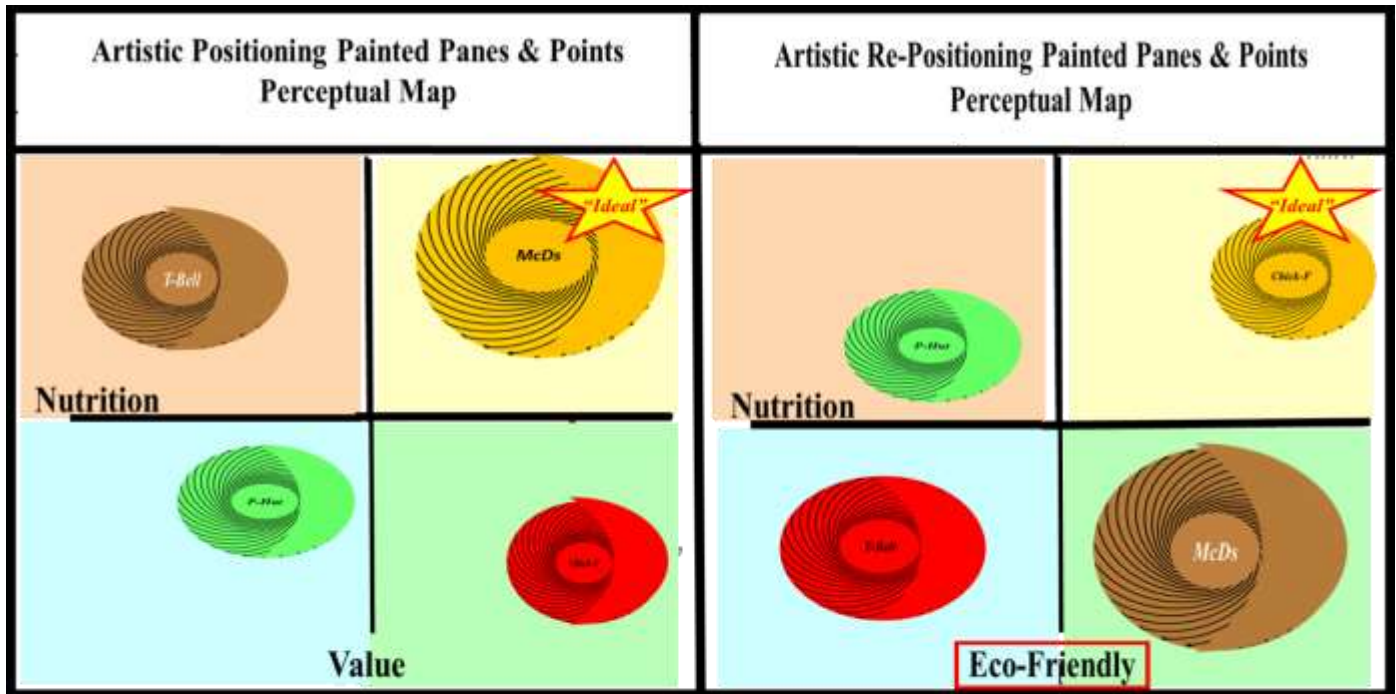 Artistic Positioning Painted Panes & Points
Perceptual Map
"Ideal"
McDs
T-Bell
Nutrition
P-Hut
Value
Artistic Re-Positioning Painted Panes & Points
Perceptual Map
"Ideal"
Chick-F
P-Hut
Nutrition
McDs
Eco-Friendly